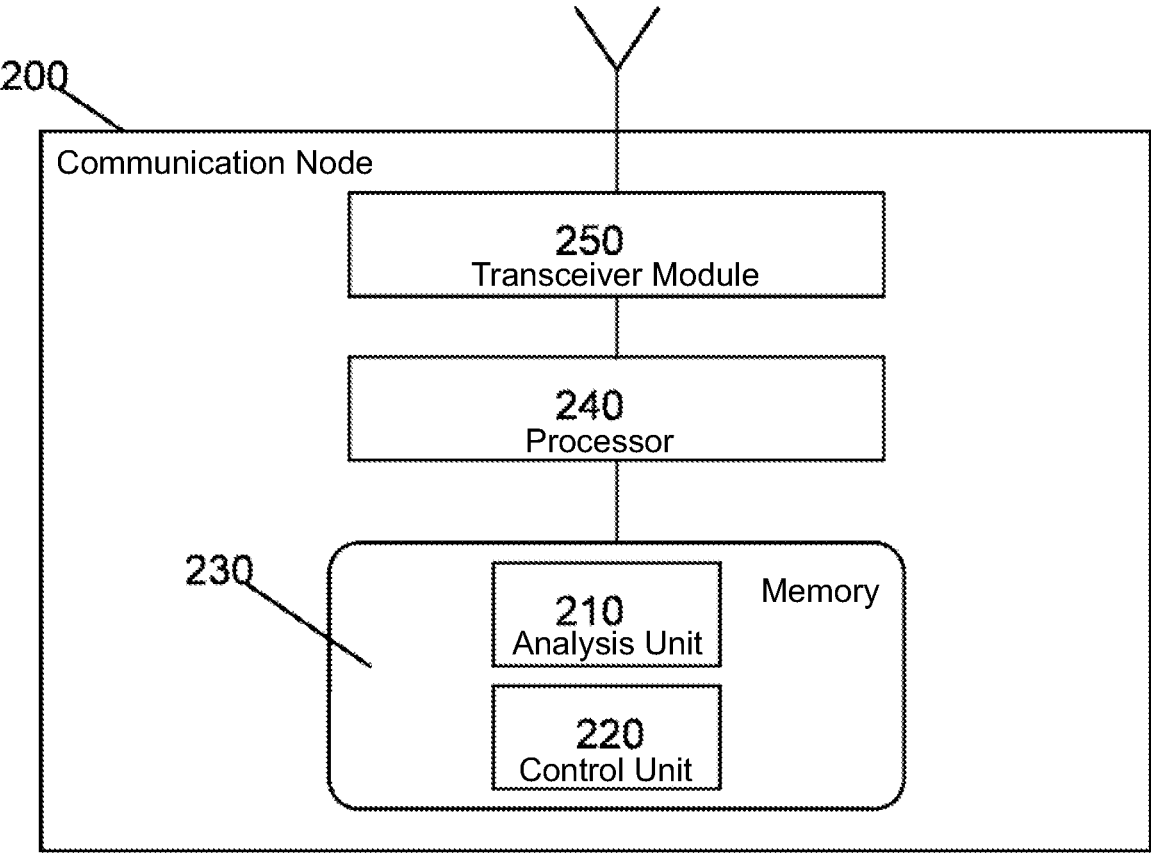 200
Communication Node
250
Transceiver Module
240
Processor
230
Memory
210
Analysis Unit
220
Control Unit